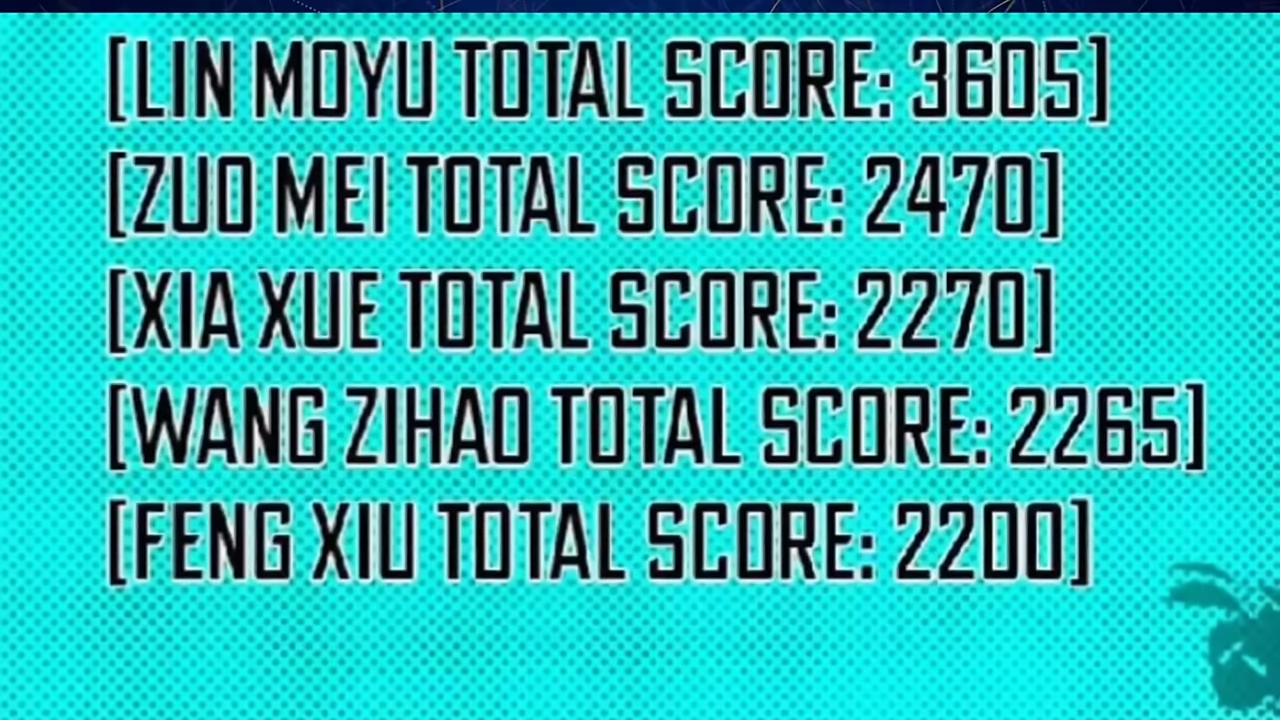 [LIN MOYU TOTAL SCORE: 3605]
[ZUO MEI TOTAL SCORE: 2470]
[XIA XUE TOTAL SCORE: 2270]
[WANG ZIHAO TOTAL SCORE: 2265]
[FENG XIU TOTAL SCORE: 2200]